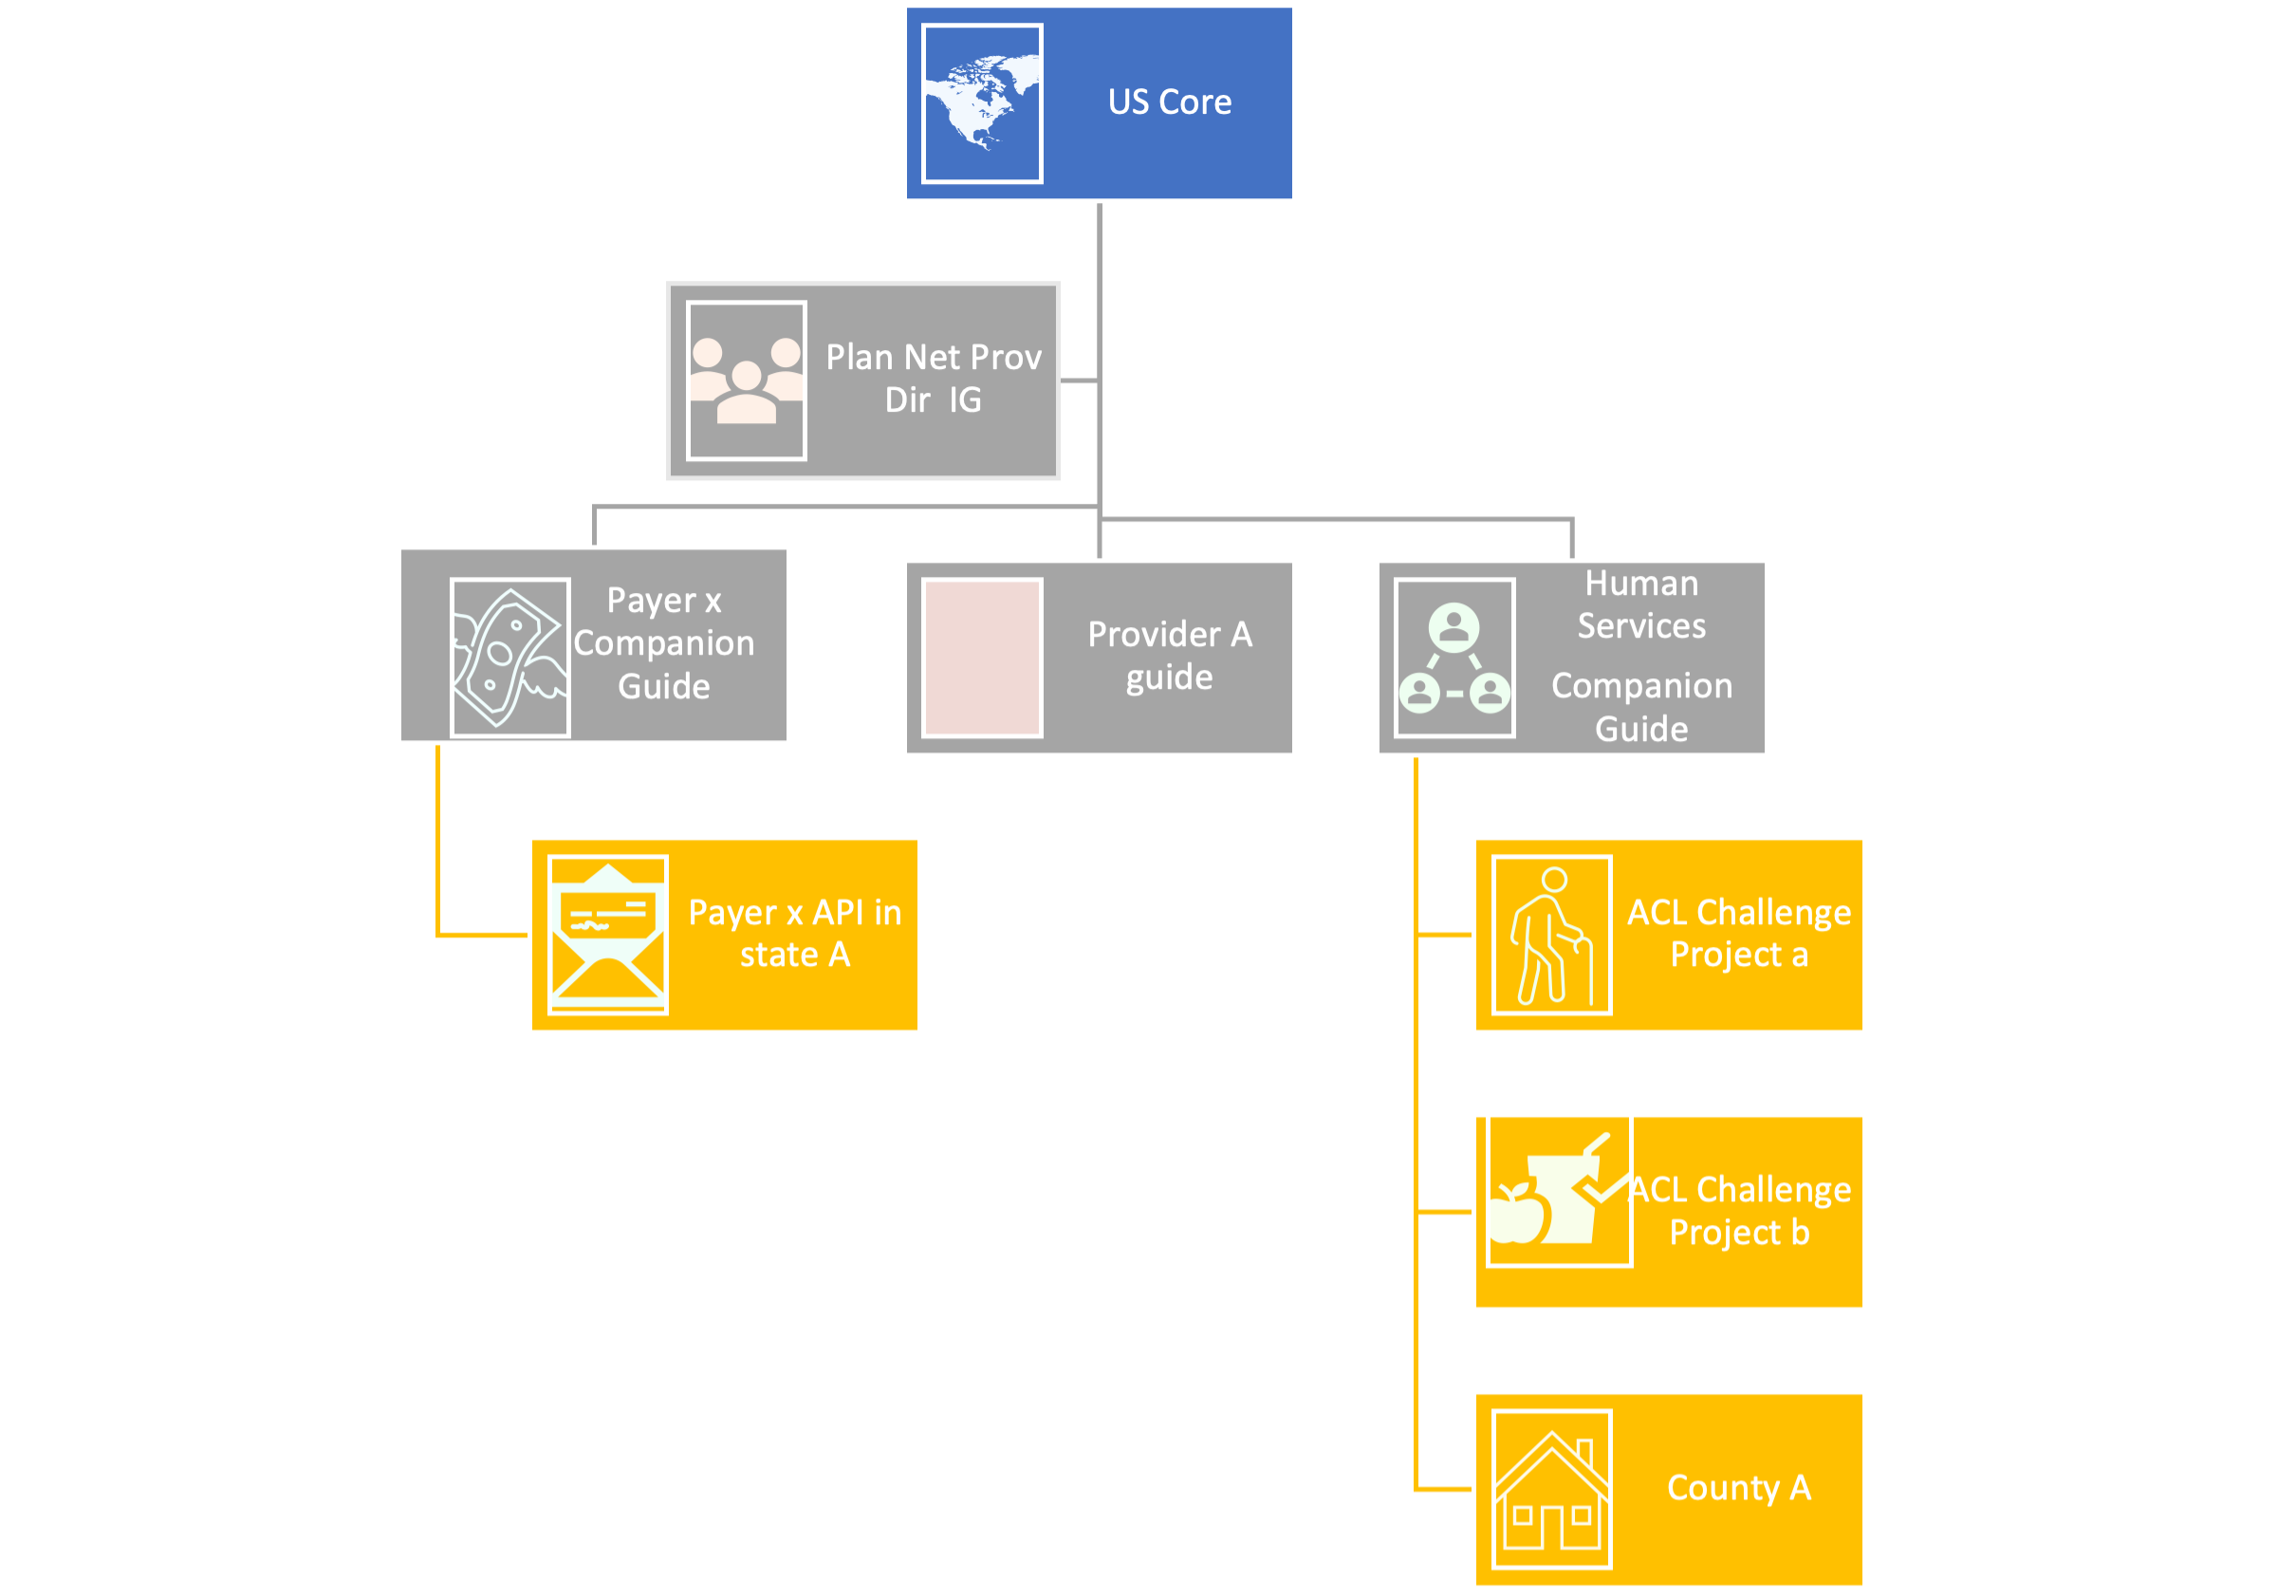 US Core
Plan Net Prov
Dir IG
Payer x
Companion
Guide
Provider A
guide
Human
Services
Companion
Guide
Payer x API in
state A
ACL Challenge
Project a
ACL Challenge
Project b
County A